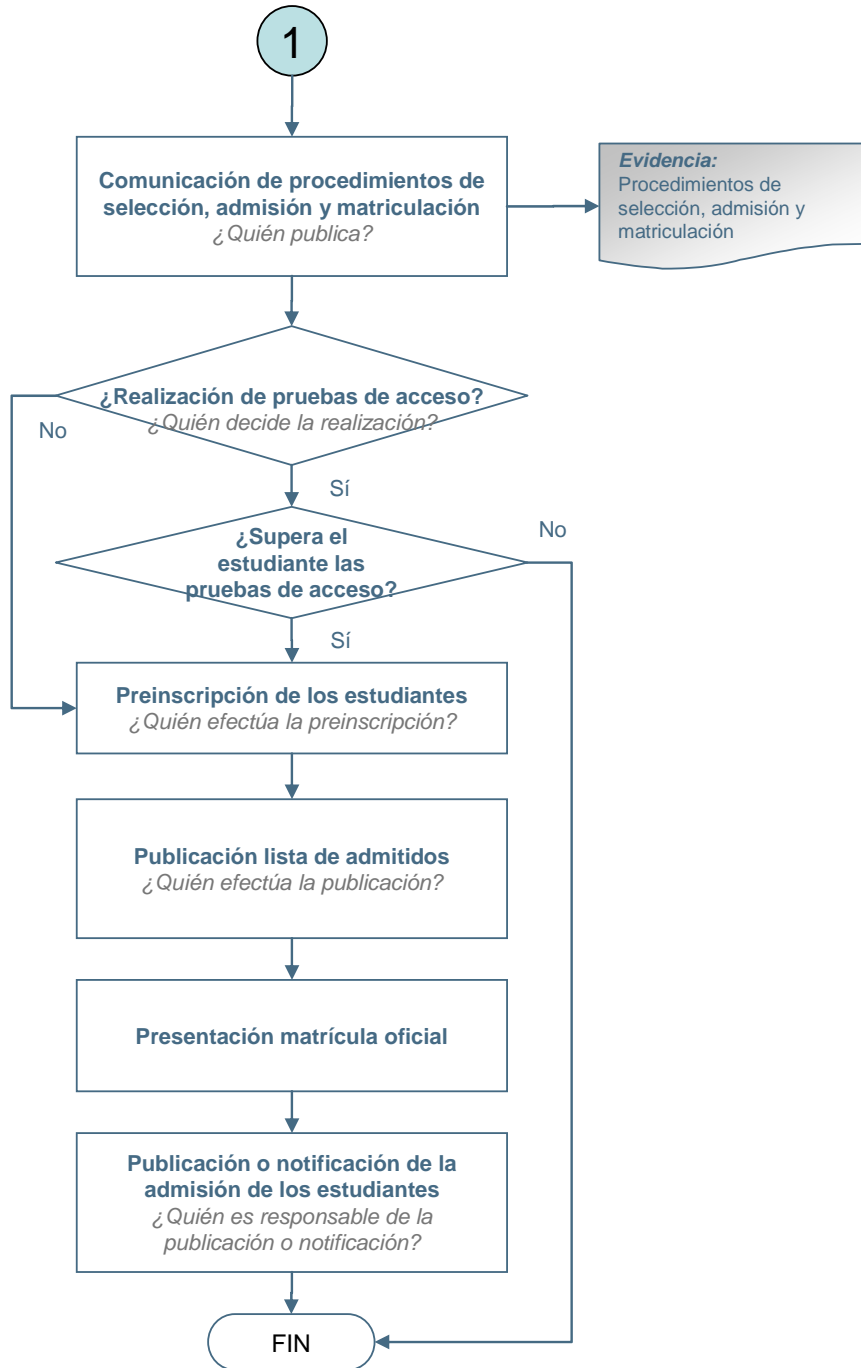 1
Comunicación de procedimientos de
selección, admisión y matriculación
¿Quién publica?
Evidencia:
Procedimientos de
selección, admisión y
matriculación
¿Realización de pruebas de acceso?
¿Quién decide la realización?
No
Sí
¿Supera el
estudiante las
pruebas de acceso?
No
Sí
Preinscripción de los estudiantes
¿Quién efectúa la preinscripción?
Publicación lista de admitidos
¿Quién efectúa la publicación?
Presentación matrícula oficial
Publicación o notificación de la
admisión de los estudiantes
¿Quién es responsable de la
publicación o notificación?
FIN